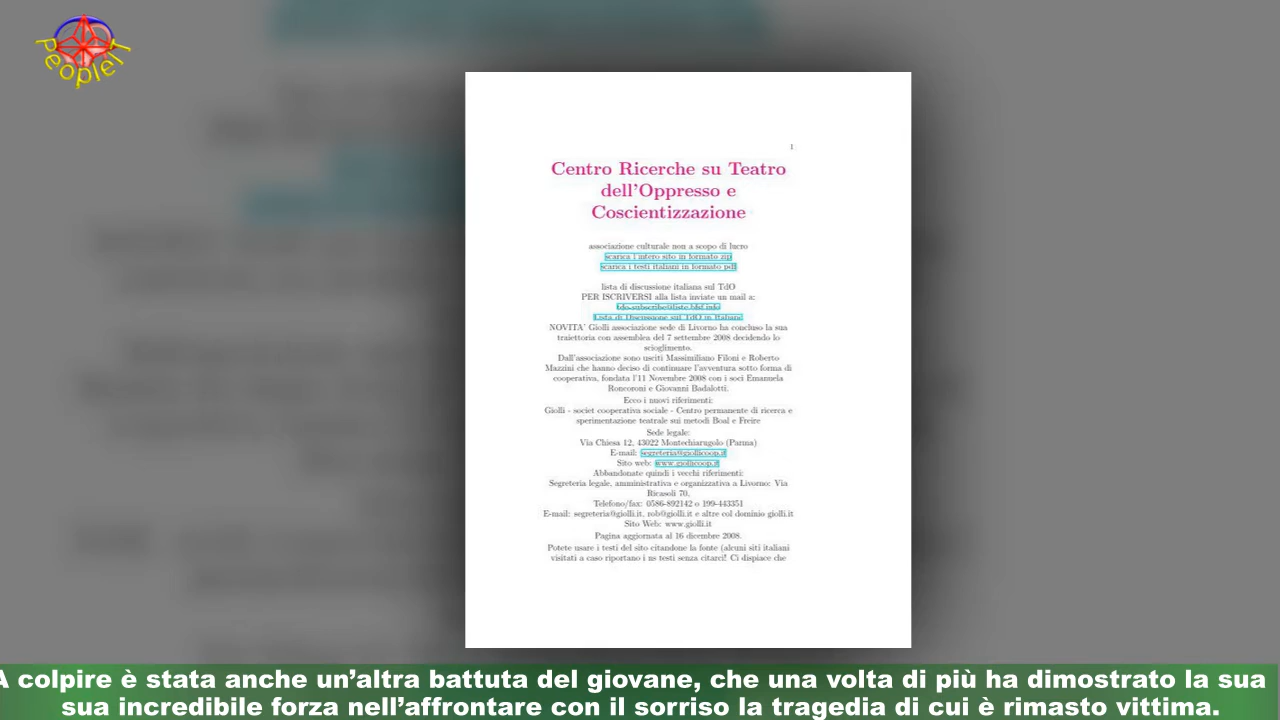 PeopleIT
1
Centro Ricerche su Teatro
dell'Oppresso e
Coscientizzazione
associazione culturale non a scopo di lucro
scarica l'intero sito in formato zip
scarica i testi italiani in formato pdf
lista di discussione italiana sul TdO
PER ISCRIVERSI alla lista inviate un mail a:
tdo-subscribe@liste.bfsf.info
Lista di Discussione sul TDO in Italiano
NOVITA' Giolli associazione sede di Livorno ha concluso la sua
traiettoria con assemblea del 7 settembre 2008 decidendo lo
scioglimento.
Dall'associazione sono usciti Massimiliano Filoni e Roberto
Mazzini che hanno deciso di continuare l'avventura sotto forma di
cooperativa, fondata l'11 Novembre 2008 con i soci Emanuela
Roncoroni e Giovanni Badalotti.
Ecco i nuovi riferimenti:
Giolli - societ cooperativa sociale - Centro permanente di ricerca e
sperimentazione teatrale sui metodi Boal e Freire
Sede legale:
Via Chiesa 12, 43022 Montechiarugolo (Parma)
E-mail: segreteria@giollicoop.it
Sito web: www.giollicoop.it
Abbandonate quindi i vecchi riferimenti:
Segreteria legale, amministrativa e organizzativa a Livorno: Via
Ricasoli 70,
Telefono/fax: 0586-892142 o 199-443351
E-mail: segreteria@giolli.it, rob@giolli.it e altre col dominio giolli.it
Sito Web: www.giolli.it
Pagina aggiornata al 16 dicembre 2008.
Potete usare i testi del sito citandone la fonte (alcuni siti italiani
visitati a caso riportano i ns testi senza citarci! Ci dispiace che
A colpire è stata anche un'altra battuta del giovane, che una volta di più ha dimostrato la sua
sua incredibile forza nell'affrontare con il sorriso la tragedia di cui è rimasto vittima.